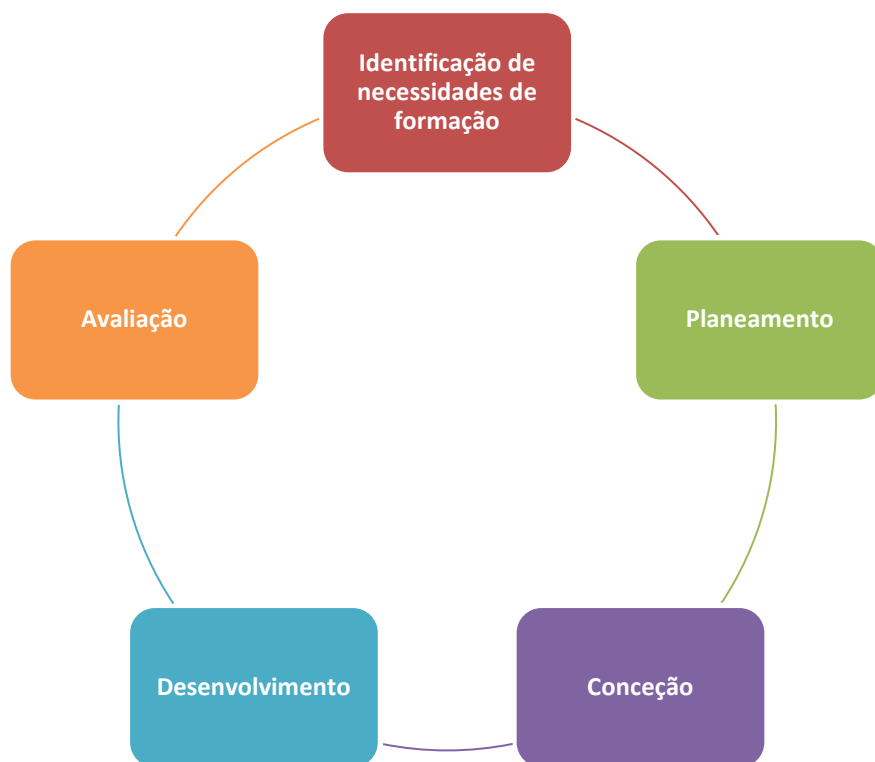 Identificação de
necessidades de
formação
Avaliação
Planeamento
Desenvolvimento
Conceção